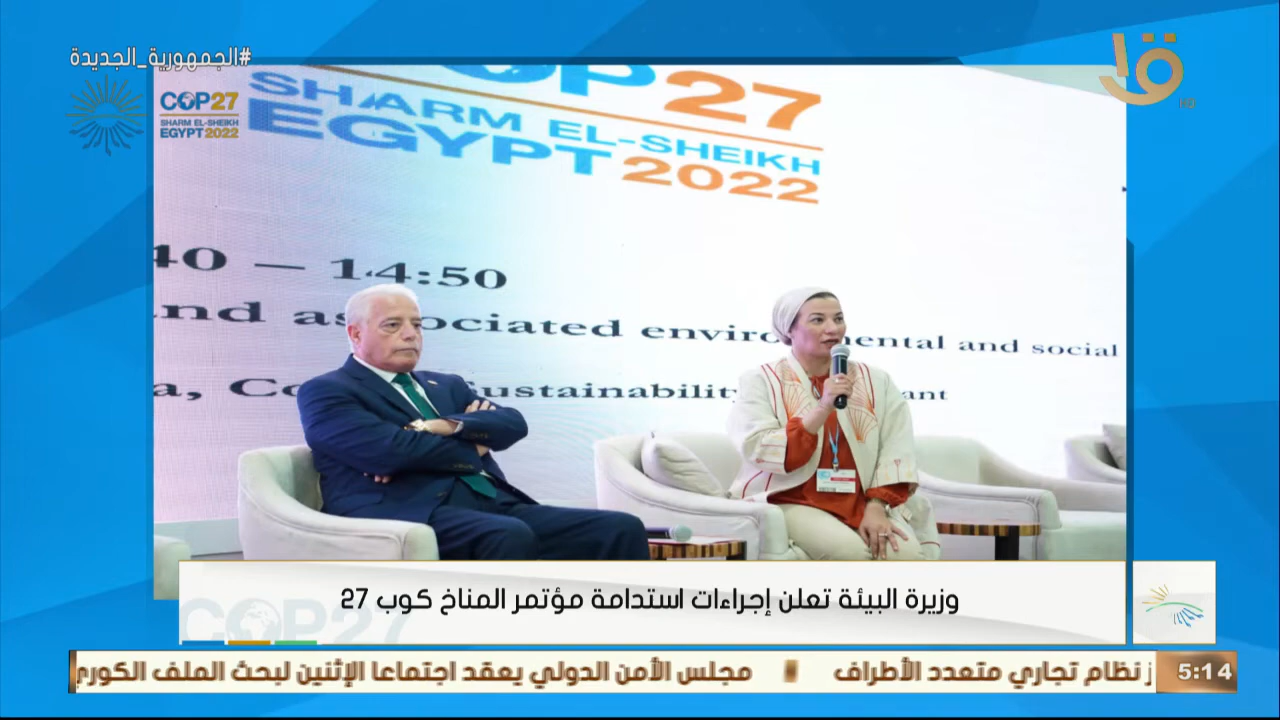 #الجمهورية_الجديدة
COP27
SHARM EL-SHEIKH
EGYPT 2022
27
SHARM EL-SHEIKH
EGYPT 2022
40 – 14:50
and associated environmental and social
Sustainability
وزيرة البيئة تعلن إجراءات استدامة مؤتمر المناخ كوب 27
COP27
نظام تجاري متعدد الأطراف
مجلس الأمن الدولي يعقد اجتماعا الإثنين لبحث الملف الكوري
5:14